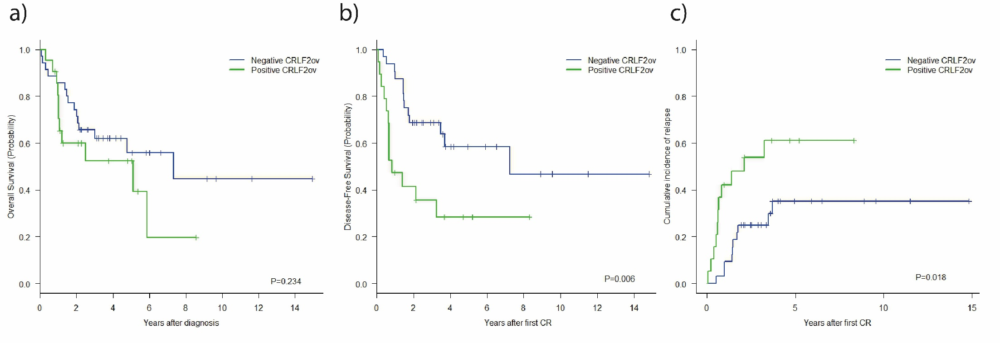 a)
Overall Survival (Probability)
1.0
0.8
0.6
0.4
0.2
0.0
Negative CRLF2ov
Positive CRLF2ov
P=0.234
0 2 4 6 8 10 12 14
Years after diagnosis
b)
Disease-Free Survival (Probability)
1.0
0.8
0.6
0.4
0.2
0.0
Negative CRLF2ov
Positive CRLF2ov
P=0.006
0 2 4 6 8 10 12 14
Years after first CR
c)
Cumulative incidence of relapse
1.0
0.8
0.6
0.4
0.2
0.0
Negative CRLF2ov
Positive CRLF2ov
P=0.018
0 5 10 15
Years after first CR